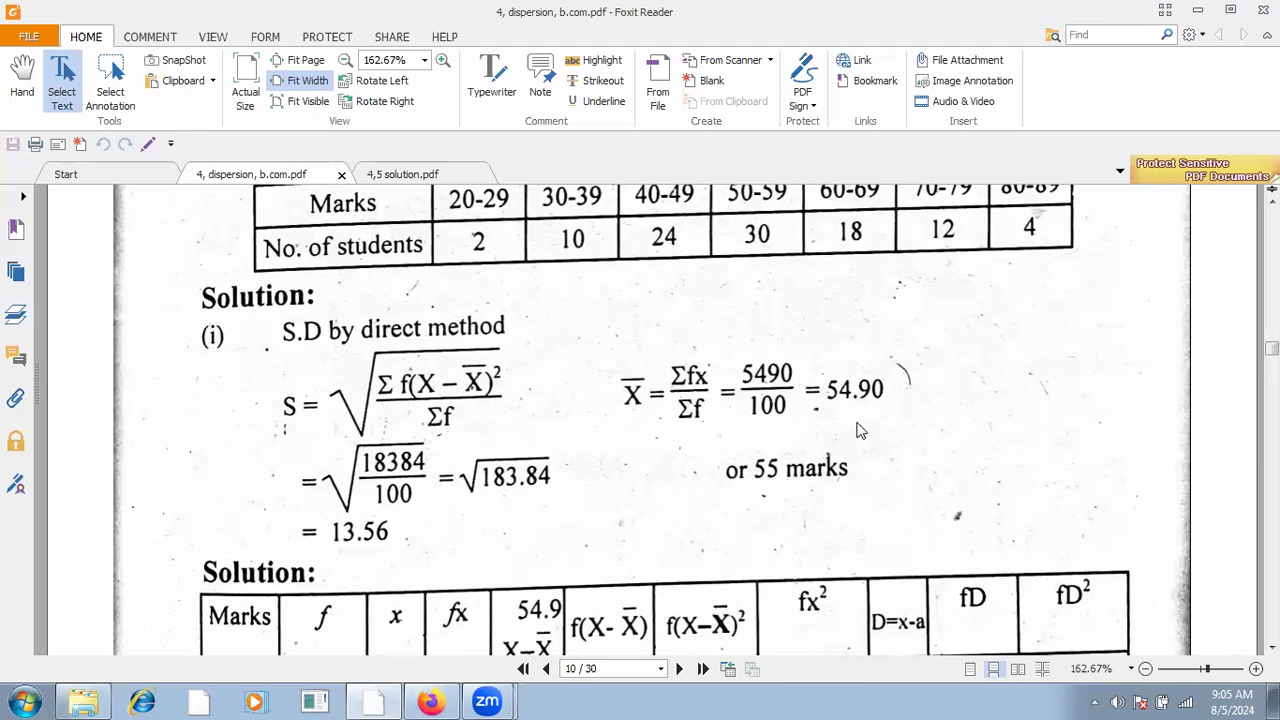 4, dispersion, b.com.pdf - Foxit Reader
FILE HOME COMMENT VIEW FORM PROTECT SHARE HELP Find
Hand
Select Text
Select Annotation
SnapShot
Clipboard
Tools
Actual Size
Fit Page
Fit Width
Fit Visible
162.67%
Rotate Left
Rotate Right
View
Typewriter
Note
Highlight
Strikeout
Underline
Comment
From File
From Scanner
Blank
From Clipboard
Create
PDF Sign
Protect
Link
Bookmark
Links
File Attachment
Image Annotation
Audio & Video
Insert
Start 4, dispersion, b.com.pdf 4,5 solution.pdf
Protect Sensitive
PDF Documents
Marks 20-29 30-39 40-49 50-59 60-69 70-79 80-89
No. of students 2 10 24 30 18 12 4
Solution:
(i) S.D by direct method
S = √(Σ f(X – X̄)² / Σf) X̄ = Σfx / Σf = 5490 / 100 = 54.90
= √(18384 / 100) = √183.84 or 55 marks
= 13.56
Solution:
Marks f x fx 54.9 X–X̄ f(X- X̄) f(X–X̄)² fx² D=x-a fD fD²
10 / 30 162.67%
zm
9:05 AM
8/5/2024